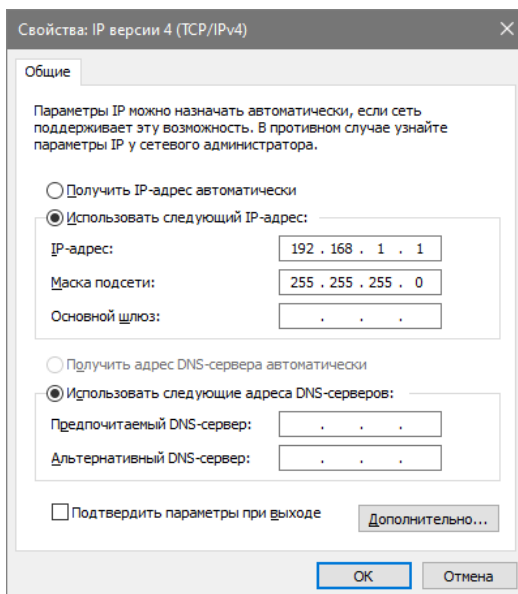 Свойства: IP версии 4 (TCP/IPv4)
Общие
Параметры IP можно назначать автоматически, если сеть
поддерживает эту возможность. В противном случае узнайте
параметры IP у сетевого администратора.
Получить IP-адрес автоматически
Использовать следующий IP-адрес:
IP-адрес: 192 . 168 . 1 . 1
Маска подсети: 255 . 255 . 255 . 0
Основной шлюз: . . .
Получить адрес DNS-сервера автоматически
Использовать следующие адреса DNS-серверов:
Предпочитаемый DNS-сервер: . . .
Альтернативный DNS-сервер: . . .
Подтвердить параметры при выходе
Дополнительно...
ОК Отмена